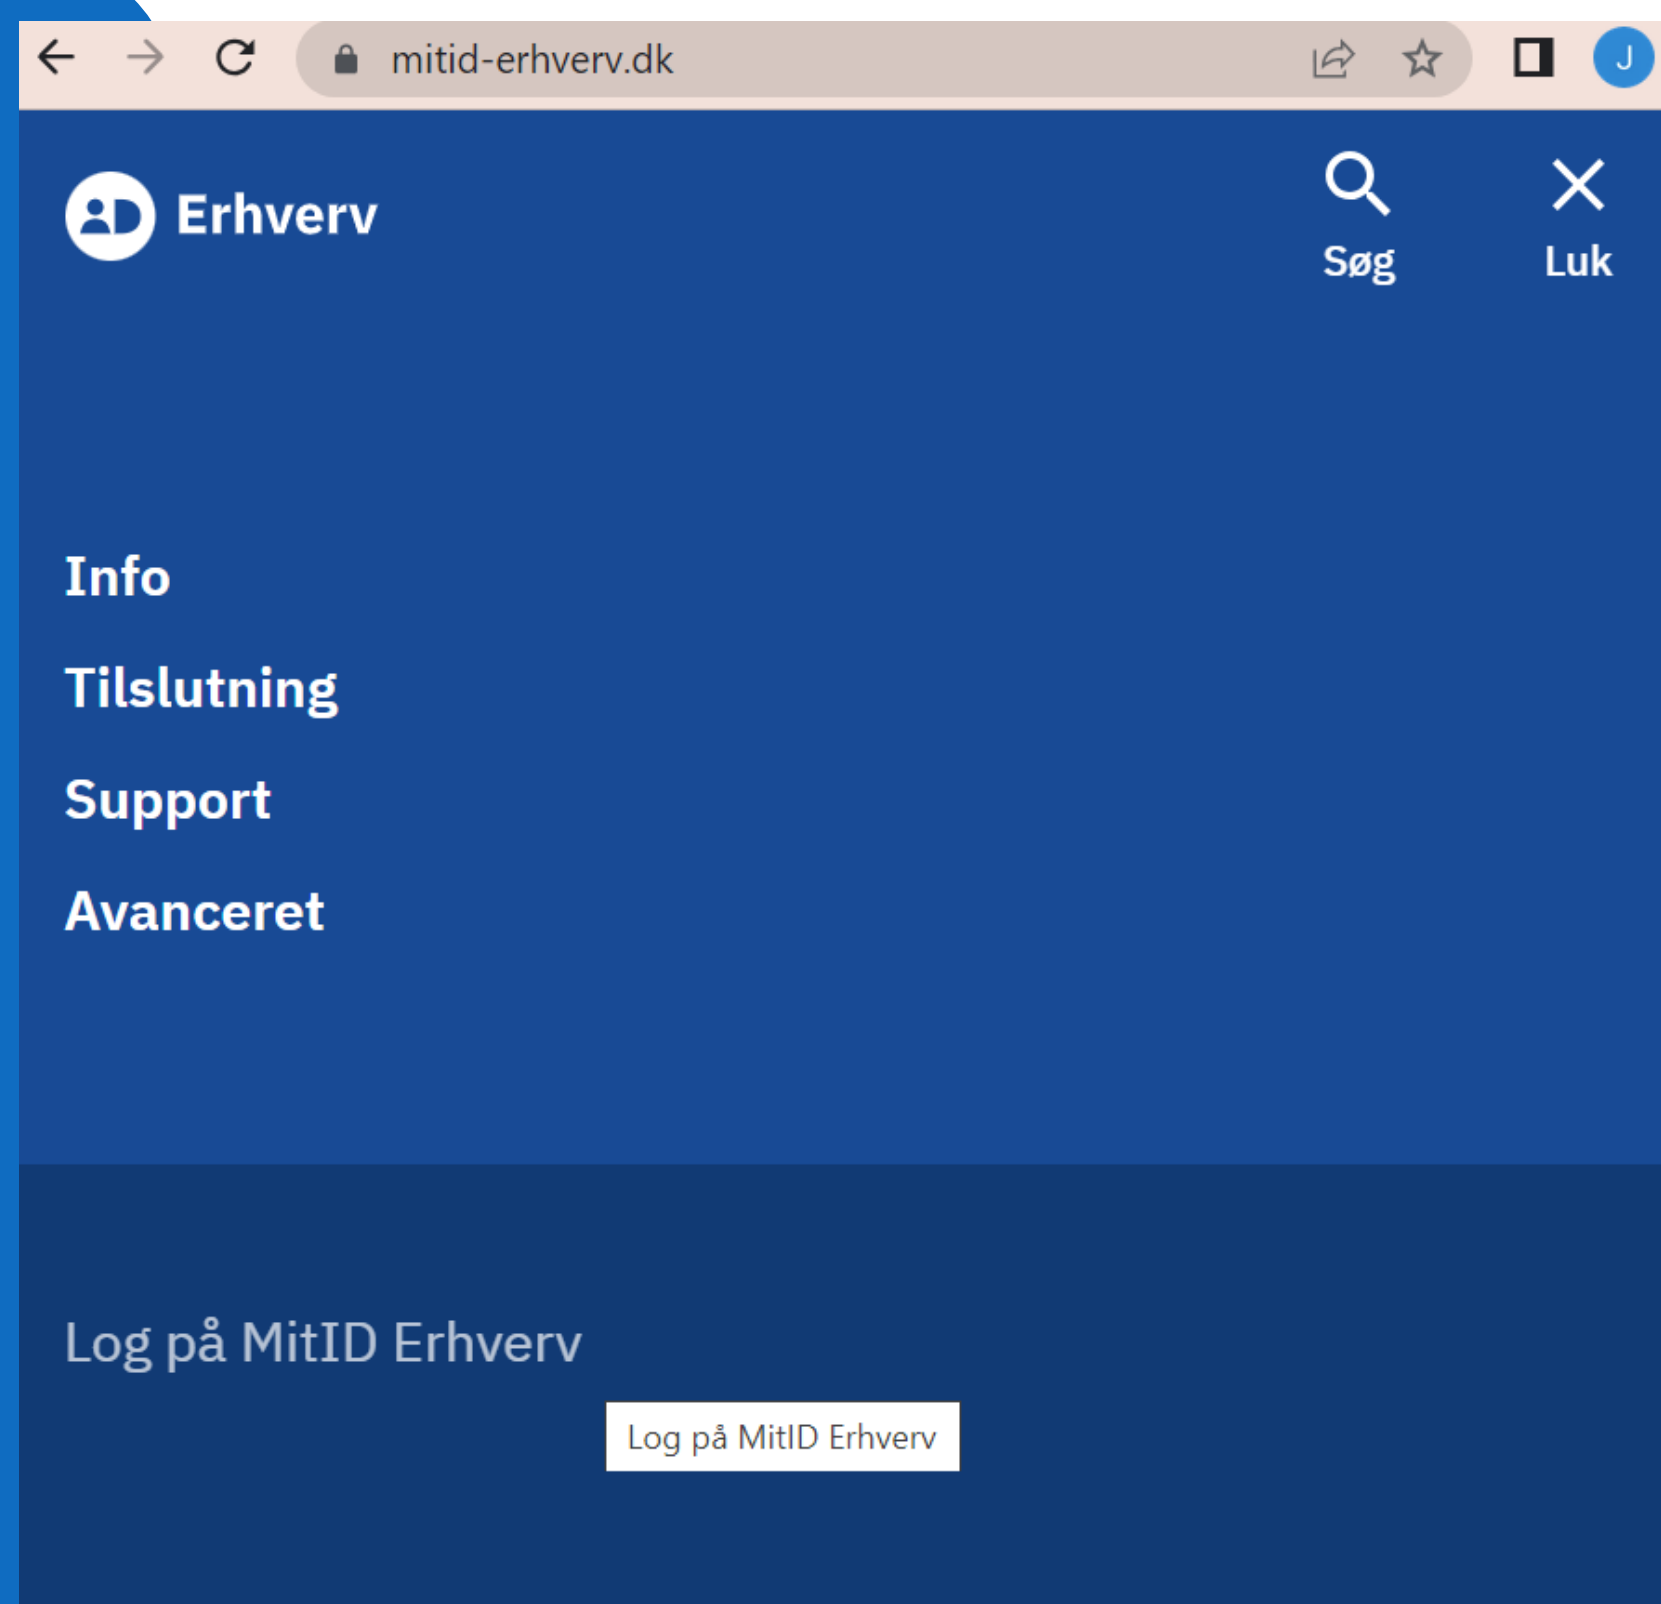 mitid-erhverv.dk
J
Erhverv
Søg
Luk
Info
Tilslutning
Support
Avanceret
Log på MitID Erhverv
Log på MitID Erhverv